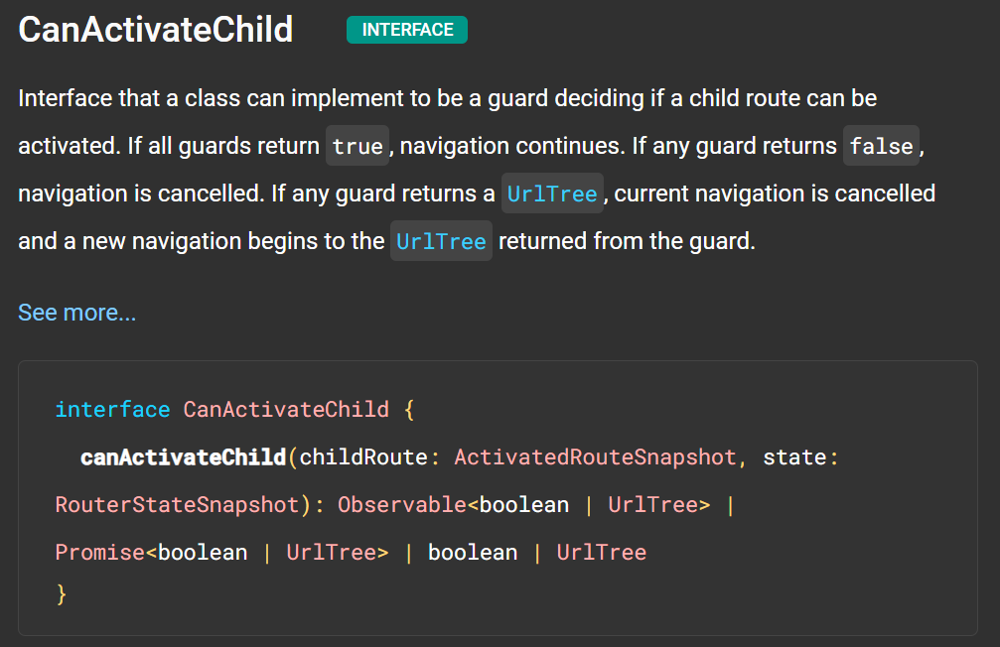 CanActivateChild INTERFACE
Interface that a class can implement to be a guard deciding if a child route can be
activated. If all guards return true, navigation continues. If any guard returns false,
navigation is cancelled. If any guard returns a UrlTree, current navigation is cancelled
and a new navigation begins to the UrlTree returned from the guard.
See more...
interface CanActivateChild {
  canActivateChild(childRoute: ActivatedRouteSnapshot, state:
RouterStateSnapshot): Observable<boolean | UrlTree> |
Promise<boolean | UrlTree> | boolean | UrlTree
}